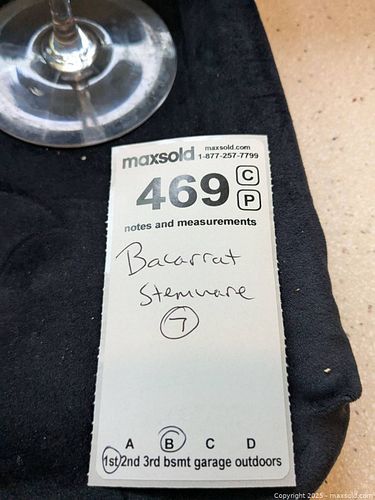 maxsold maxsold.com
1-877-257-7799
469 C
P
notes and measurements
Bacarrat
Stemware
7
A B C D
1st 2nd 3rd bsmt garage outdoors
Copyright 2025 - MaxSold.com